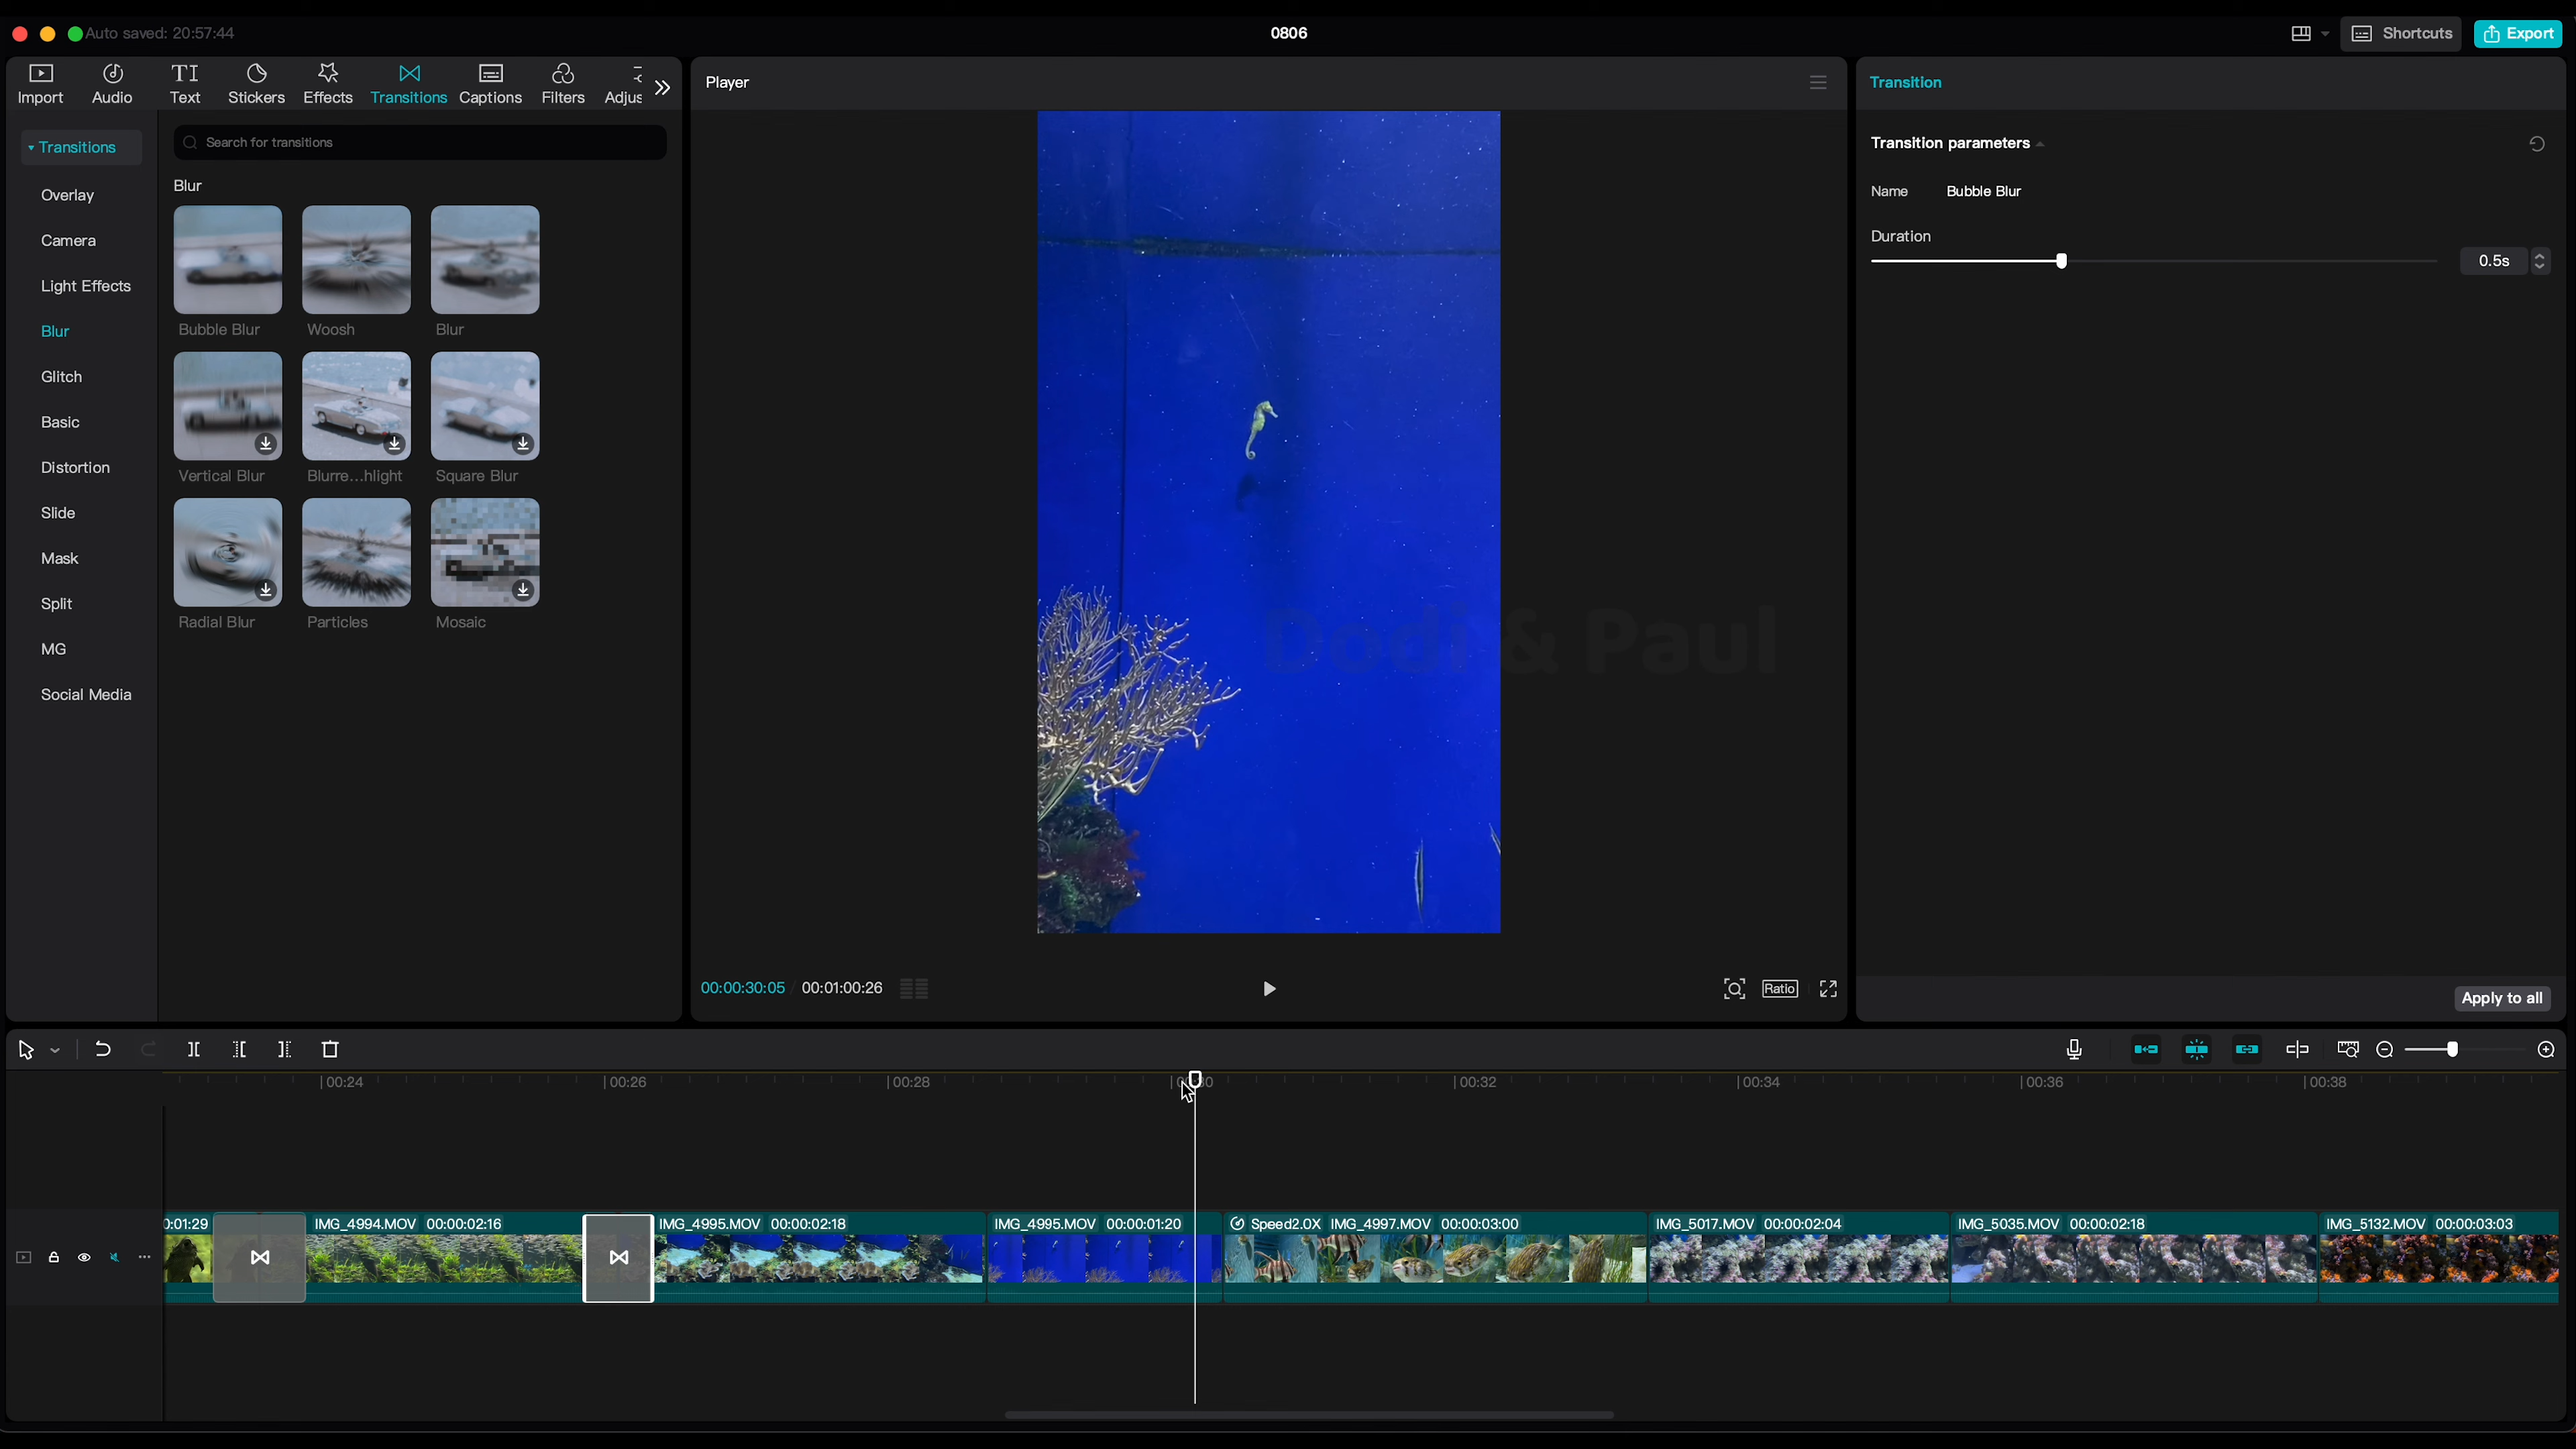 Auto saved: 20:57:44
0806
Shortcuts
Export
Import
Audio
Text
Stickers
Effects
Transitions
Captions
Filters
Adjus
Player
Transition
Transitions
Overlay
Camera
Light Effects
Blur
Glitch
Basic
Distortion
Slide
Mask
Split
MG
Social Media
Search for transitions
Blur
Bubble Blur
Woosh
Blur
Vertical Blur
Blurre...hlight
Square Blur
Radial Blur
Particles
Mosaic
Dodi & Paul
00:00:30:05 / 00:01:00:26
Ratio
Transition parameters
Name Bubble Blur
Duration
0.5s
Apply to all
00:24
00:26
00:28
00:32
00:34
00:36
00:38
0:01:29
IMG_4994.MOV 00:00:02:16
IMG_4995.MOV 00:00:02:18
IMG_4995.MOV 00:00:01:20
Speed2.0X IMG_4997.MOV 00:00:03:00
IMG_5017.MOV 00:00:02:04
IMG_5035.MOV 00:00:02:18
IMG_5132.MOV 00:00:03:03